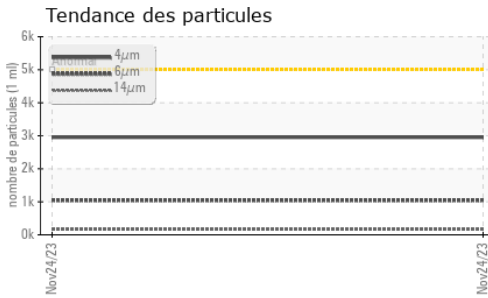 Tendance des particules
nombre de particules (1 ml)
6k
5k
4k
3k
2k
1k
0k
Anormal
4µm
6µm
14µm
Nov24/23
Nov24/23